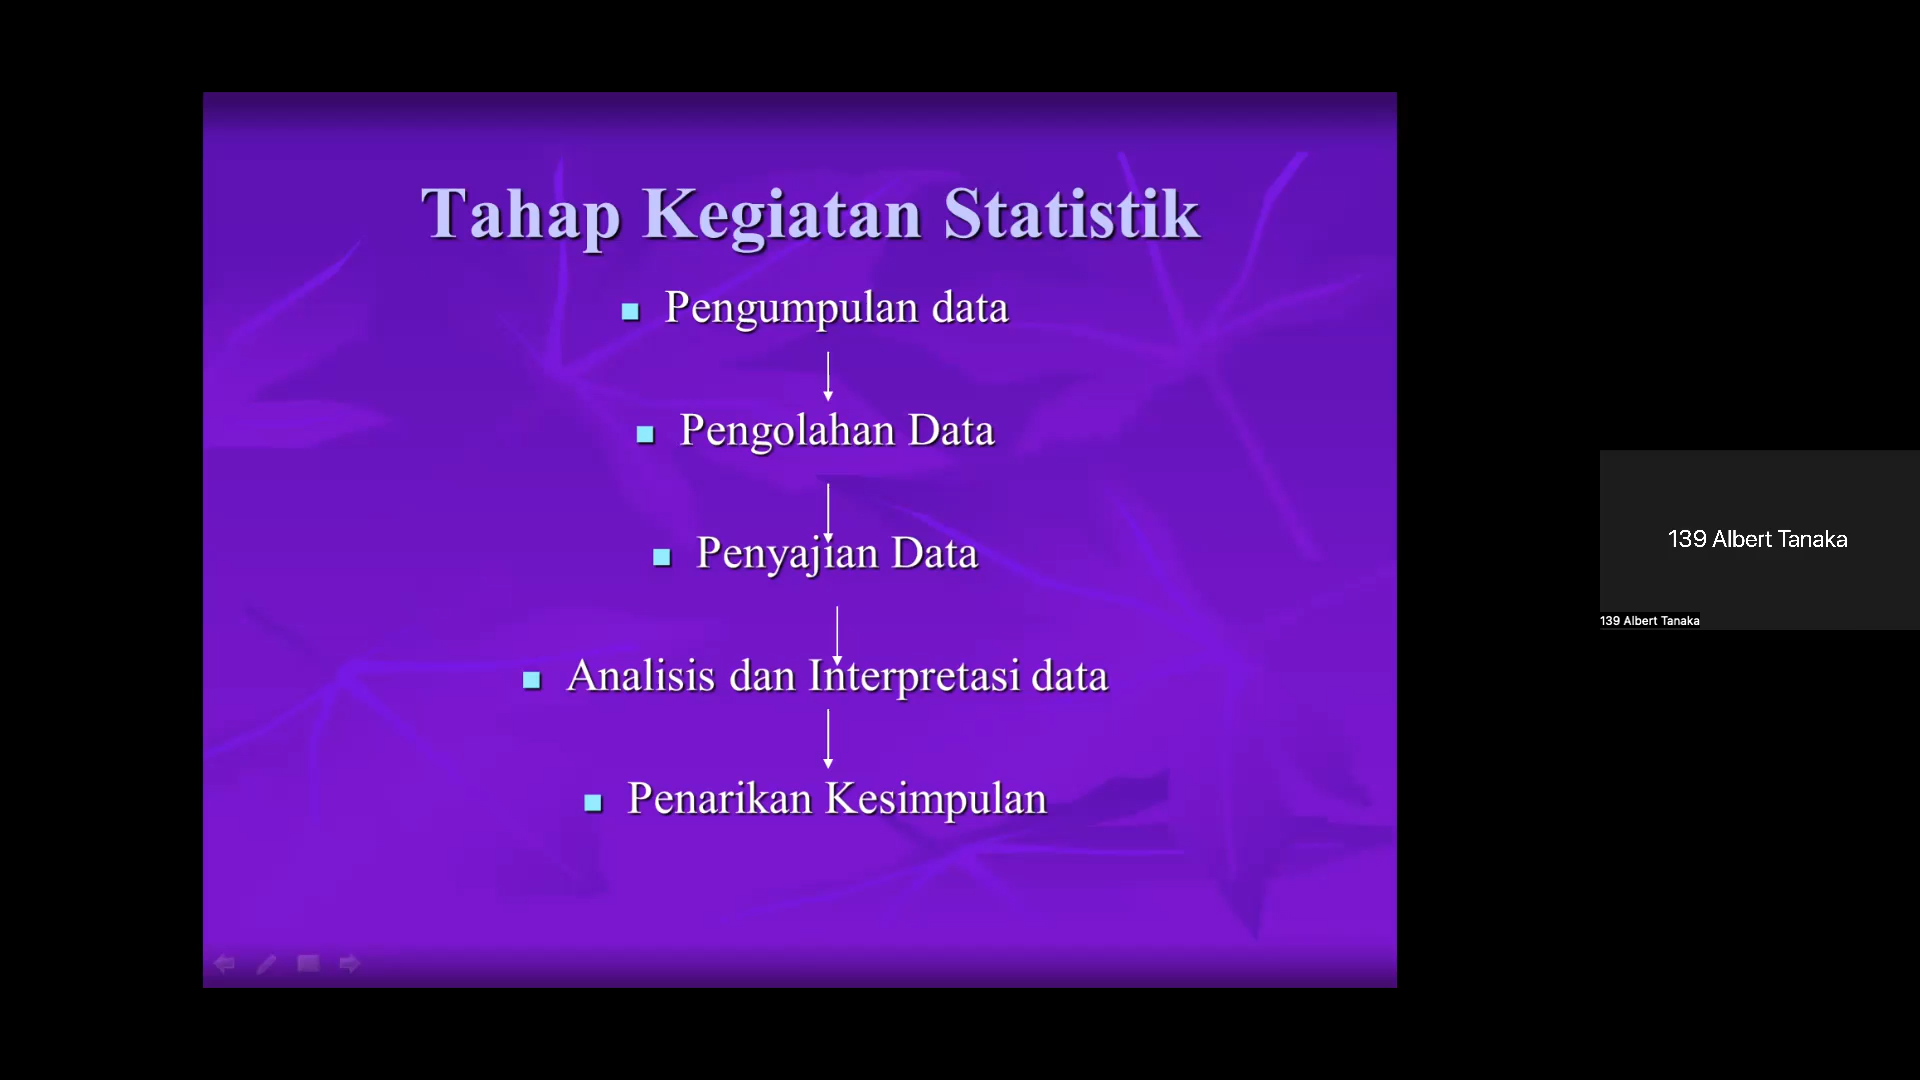 Tahap Kegiatan Statistik
Pengumpulan data
Pengolahan Data
Penyajian Data
Analisis dan Interpretasi data
Penarikan Kesimpulan
139 Albert Tanaka
139 Albert Tanaka